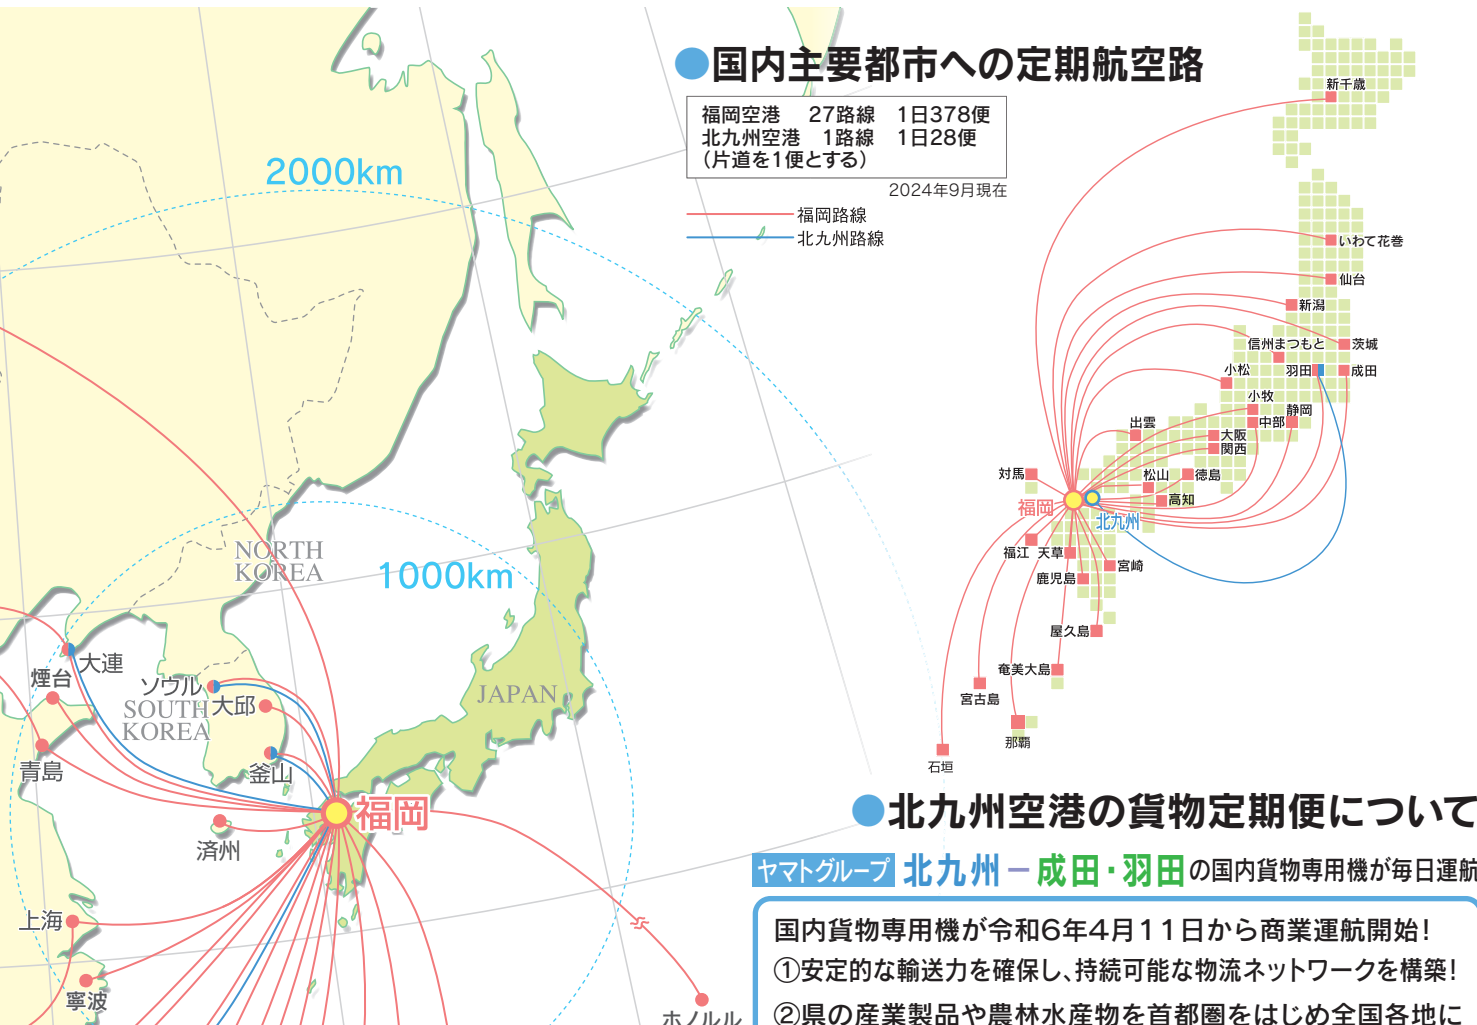 ●国内主要都市への定期航空路
福岡空港 27路線 1日378便
北九州空港 1路線 1日28便
(片道を1便とする)
2024年9月現在
福岡路線
北九州路線
2000km
1000km
NORTH
KOREA
SOUTH
KOREA
JAPAN
大連
煙台
ソウル
大邱
青島
釜山
福岡
済州
上海
寧波
ホノルル
新千歳
いわて花巻
仙台
新潟
信州まつもと
茨城
小松
羽田
成田
小牧
静岡
中部
出雲
大阪
関西
対馬
松山
徳島
高知
福岡
北九州
福江
天草
宮崎
鹿児島
屋久島
奄美大島
宮古島
那覇
石垣
●北九州空港の貨物定期便について
ヤマトグループ 北九州－成田・羽田の国内貨物専用機が毎日運航
国内貨物専用機が令和6年4月11日から商業運航開始！
①安定的な輸送力を確保し、持続可能な物流ネットワークを構築！
②県の産業製品や農林水産物を首都圏をはじめ全国各地に